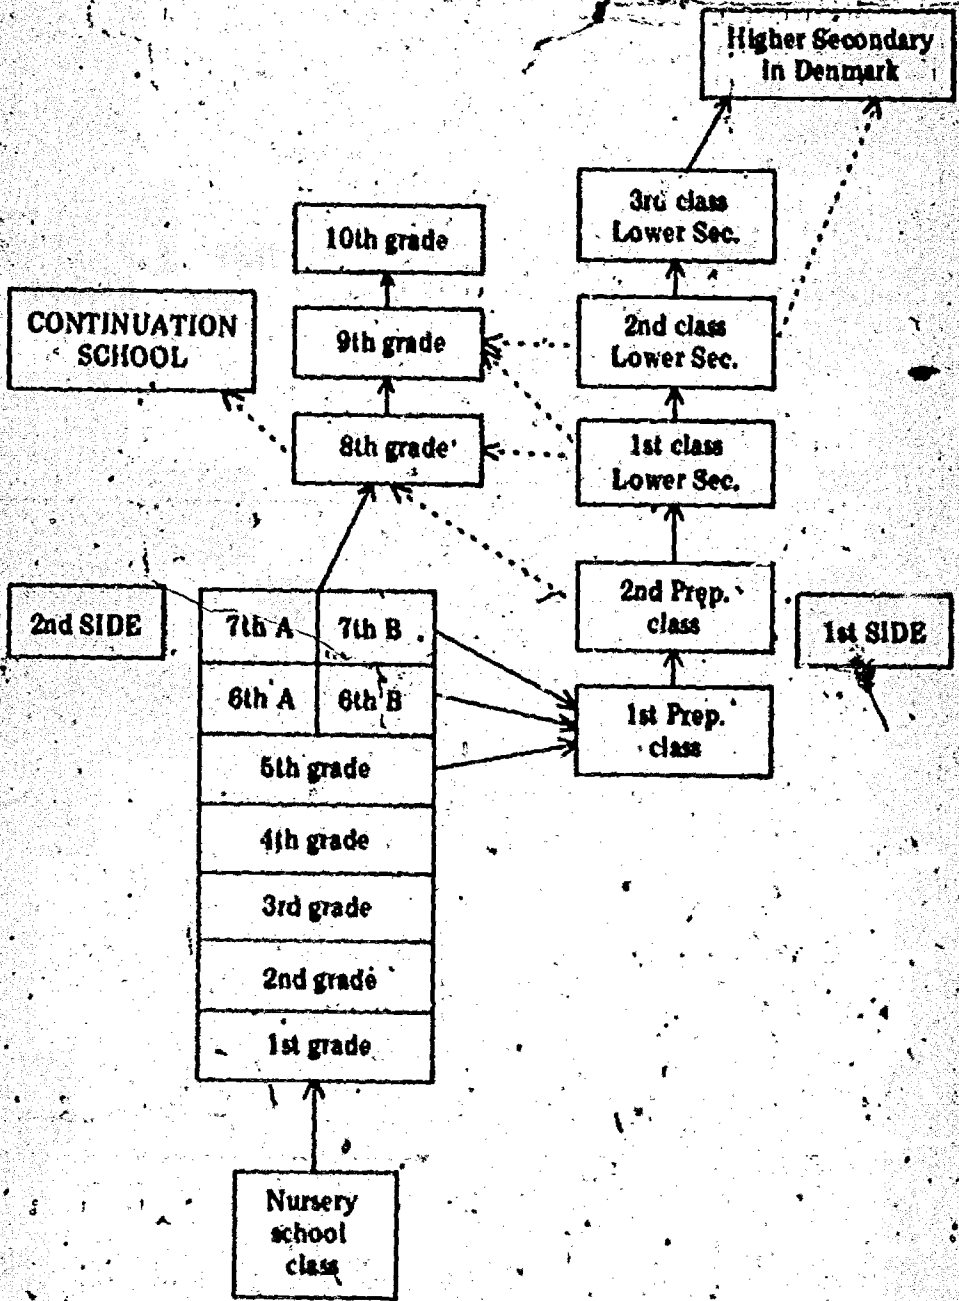 Higher Secondary
in Denmark
3rd class
Lower Sec.
10th grade
CONTINUATION
SCHOOL
9th grade
2nd class
Lower Sec.
8th grade
1st class
Lower Sec.
2nd SIDE
7th A
7th B
2nd Prep.
class
1st SIDE
6th A
6th B
1st Prep.
class
5th grade
4th grade
3rd grade
2nd grade
1st grade
Nursery
school
class